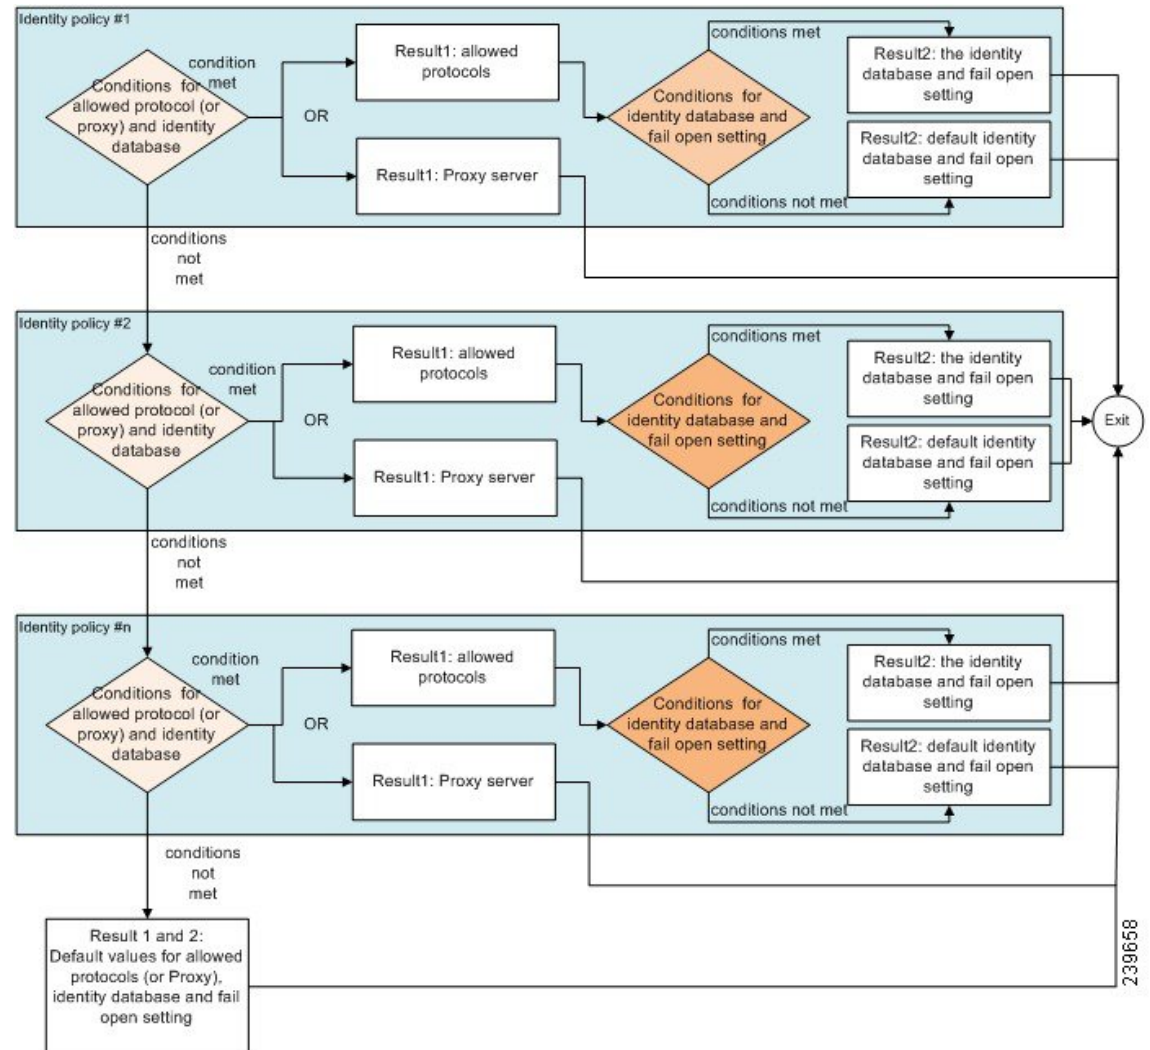 Identity policy #1
condition
met
Conditions for
allowed protocol (or
proxy) and identity
database
OR
Result1: allowed
protocols
Result1: Proxy server
conditions met
Conditions for
identity database and
fail open setting
conditions not met
Result2: the identity
database and fail open
setting
Result2: default identity
database and fail open
setting
conditions
not
met
Identity policy #2
condition
met
Conditions for
allowed protocol (or
proxy) and identity
database
OR
Result1: allowed
protocols
Result1: Proxy server
conditions met
Conditions for
identity database and
fail open setting
conditions not met
Result2: the identity
database and fail open
setting
Result2: default identity
database and fail open
setting
Exit
conditions
not
met
Identity policy #n
condition
met
Conditions for
allowed protocol (or
proxy) and identity
database
OR
Result1: allowed
protocols
Result1: Proxy server
conditions met
Conditions for
identity database and
fail open setting
conditions not met
Result2: the identity
database and fail open
setting
Result2: default identity
database and fail open
setting
conditions
not
met
Result 1 and 2:
Default values for allowed
protocols (or Proxy),
identity database and fail
open setting
239658